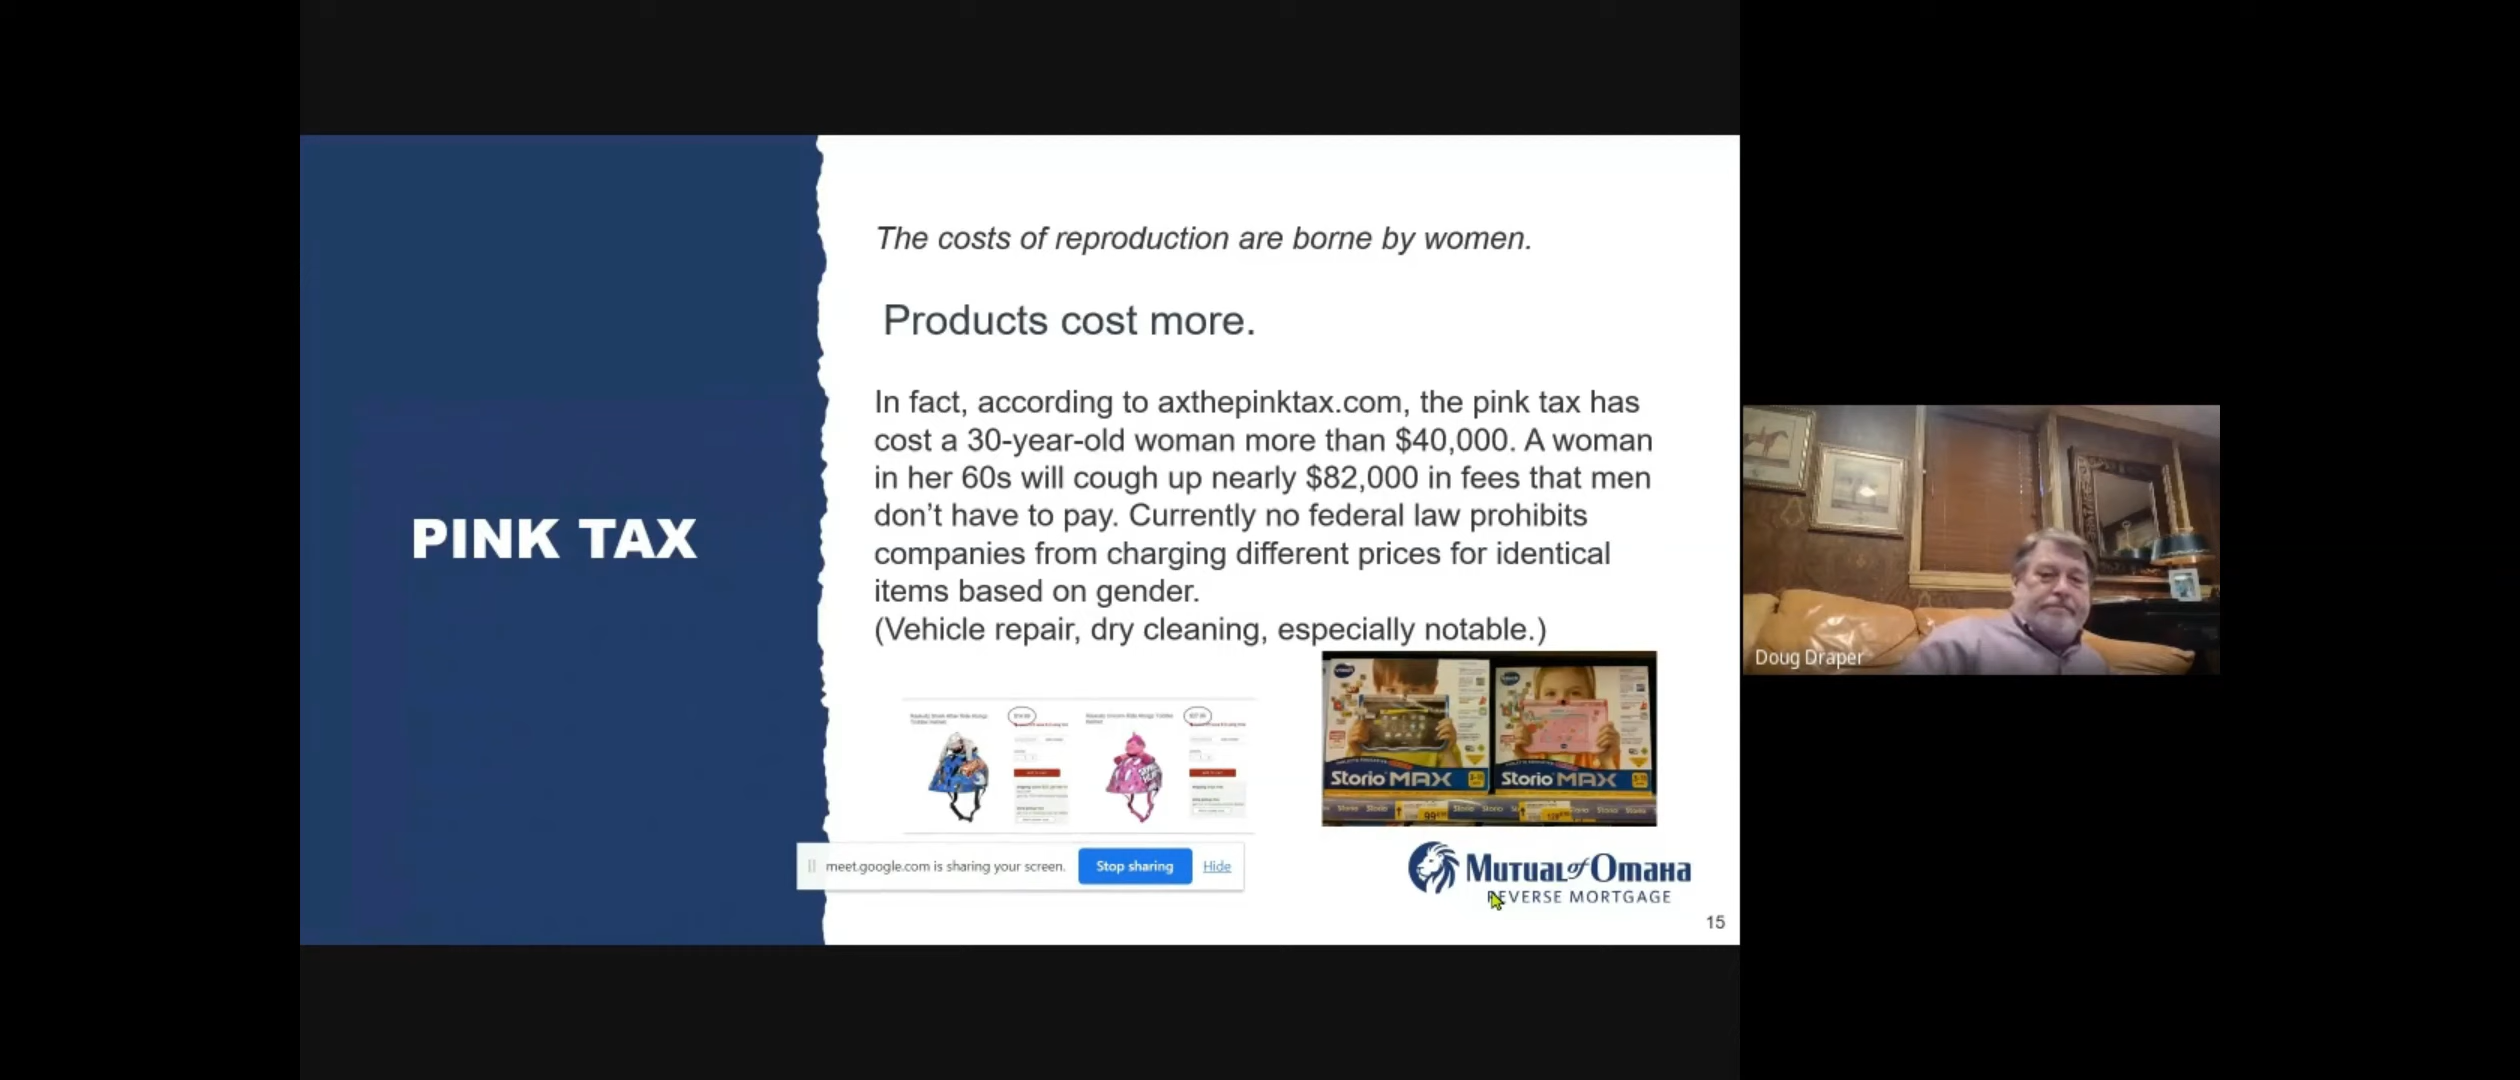 The costs of reproduction are borne by women.
Products cost more.
In fact, according to axthepinktax.com, the pink tax has
cost a 30-year-old woman more than $40,000. A woman
in her 60s will cough up nearly $82,000 in fees that men
don’t have to pay. Currently no federal law prohibits
companies from charging different prices for identical
items based on gender.
(Vehicle repair, dry cleaning, especially notable.)
PINK TAX
Doug Draper
Storio MAX
Storio MAX
meet.google.com is sharing your screen.
Stop sharing
Hide
Mutual of Omaha
REVERSE MORTGAGE
15